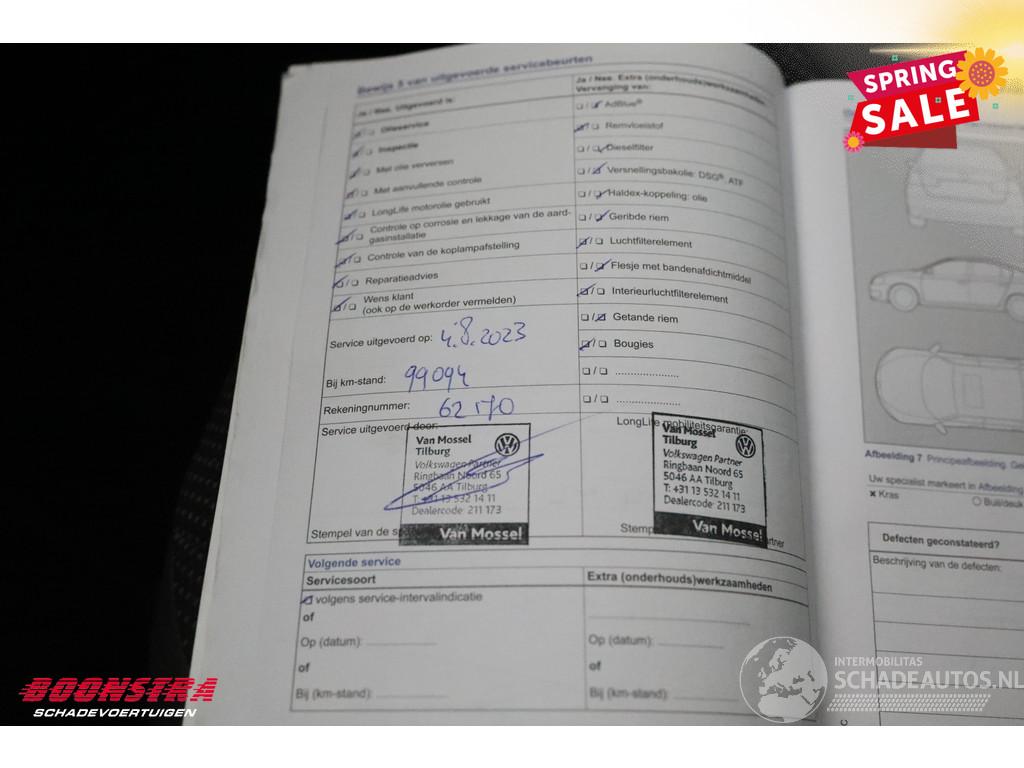 SPRING
SALE
Bewijs 5 van uitgevoerde servicebeurten
Ja / Nee. Uitgevoerd is:
Olieservice
Inspectie
Met olie verversen
Met aanvullende controle
LongLife motorolie gebruikt
Controle op corrosie en lekkage van de aard-
gasinstallatie
Controle van de koplampafstelling
Reparatieadvies
Wens klant
(ook op de werkorder vermelden)
Service uitgevoerd op: 4.8.2023
Bij km-stand: 99094
Rekeningnummer: 62170
Service uitgevoerd door:
Van Mossel
Tilburg
Volkswagen Partner
Ringbaan Noord 65
5046 AA Tilburg
T: +31 13 532 14 11
Dealercode: 211 173
Van Mossel
Stempel van de
Ja / Nee. Extra (onderhouds)werkzaamheden
Vervanging van:
AdBlue®
Remvloeistof
Dieselfilter
Versnellingsbakolie: DSG®, ATF
Haldex-koppeling: olie
Geribde riem
Luchtfilterelement
Flesje met bandenafdichtmiddel
Interieurluchtfilterelement
Getande riem
Bougies
LongLife mobiliteitsgarantie:
Van Mossel
Tilburg
Volkswagen Partner
Ringbaan Noord 65
5046 AA Tilburg
T: +31 13 532 14 11
Dealercode: 211 173
Van Mossel
Volgende service
Servicesoort
volgens service-intervalindicatie
of
Op (datum):
of
Bij (km-stand):
Extra (onderhouds)werkzaamheden
Op (datum):
of
Bij (km-stand):
Afbeelding 7 Principeafbeelding.
Uw specialist markeert in Afbeelding
× Kras
Buil/deuk
Defecten geconstateerd?
Beschrijving van de defecten:
BOONSTRA
SCHADEVOERTUIGEN
INTERMOBILITAS
SCHADEAUTOS.NL